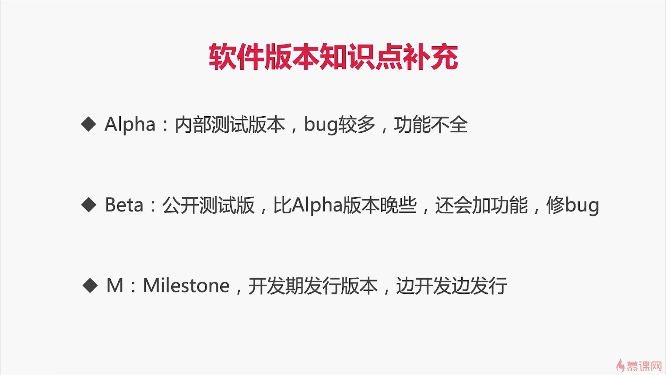 软件版本知识点补充
◆ Alpha：内部测试版本，bug较多，功能不全
◆ Beta：公开测试版，比Alpha版本晚些，还会加功能，修bug
◆ M：Milestone，开发期发行版本，边开发边发行
慕课网